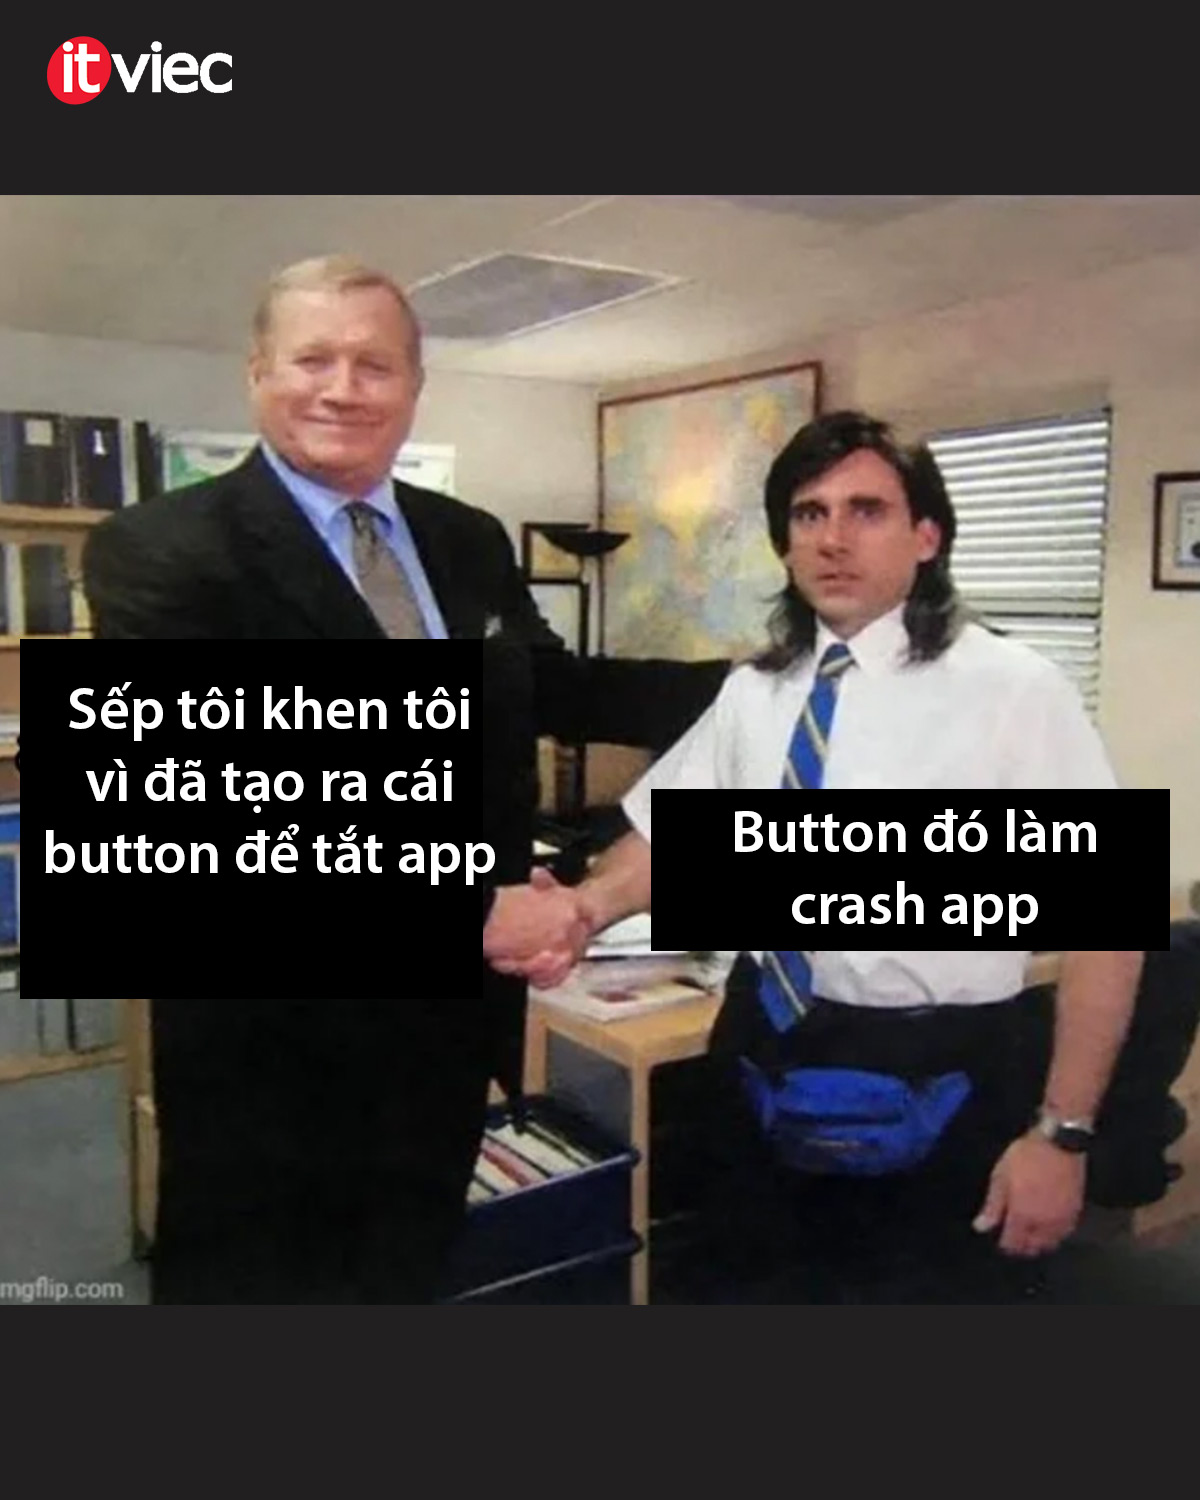 itviec
Sếp tôi khen tôi
vì đã tạo ra cái
button để tắt app
Button đó làm
crash app
mgflip.com